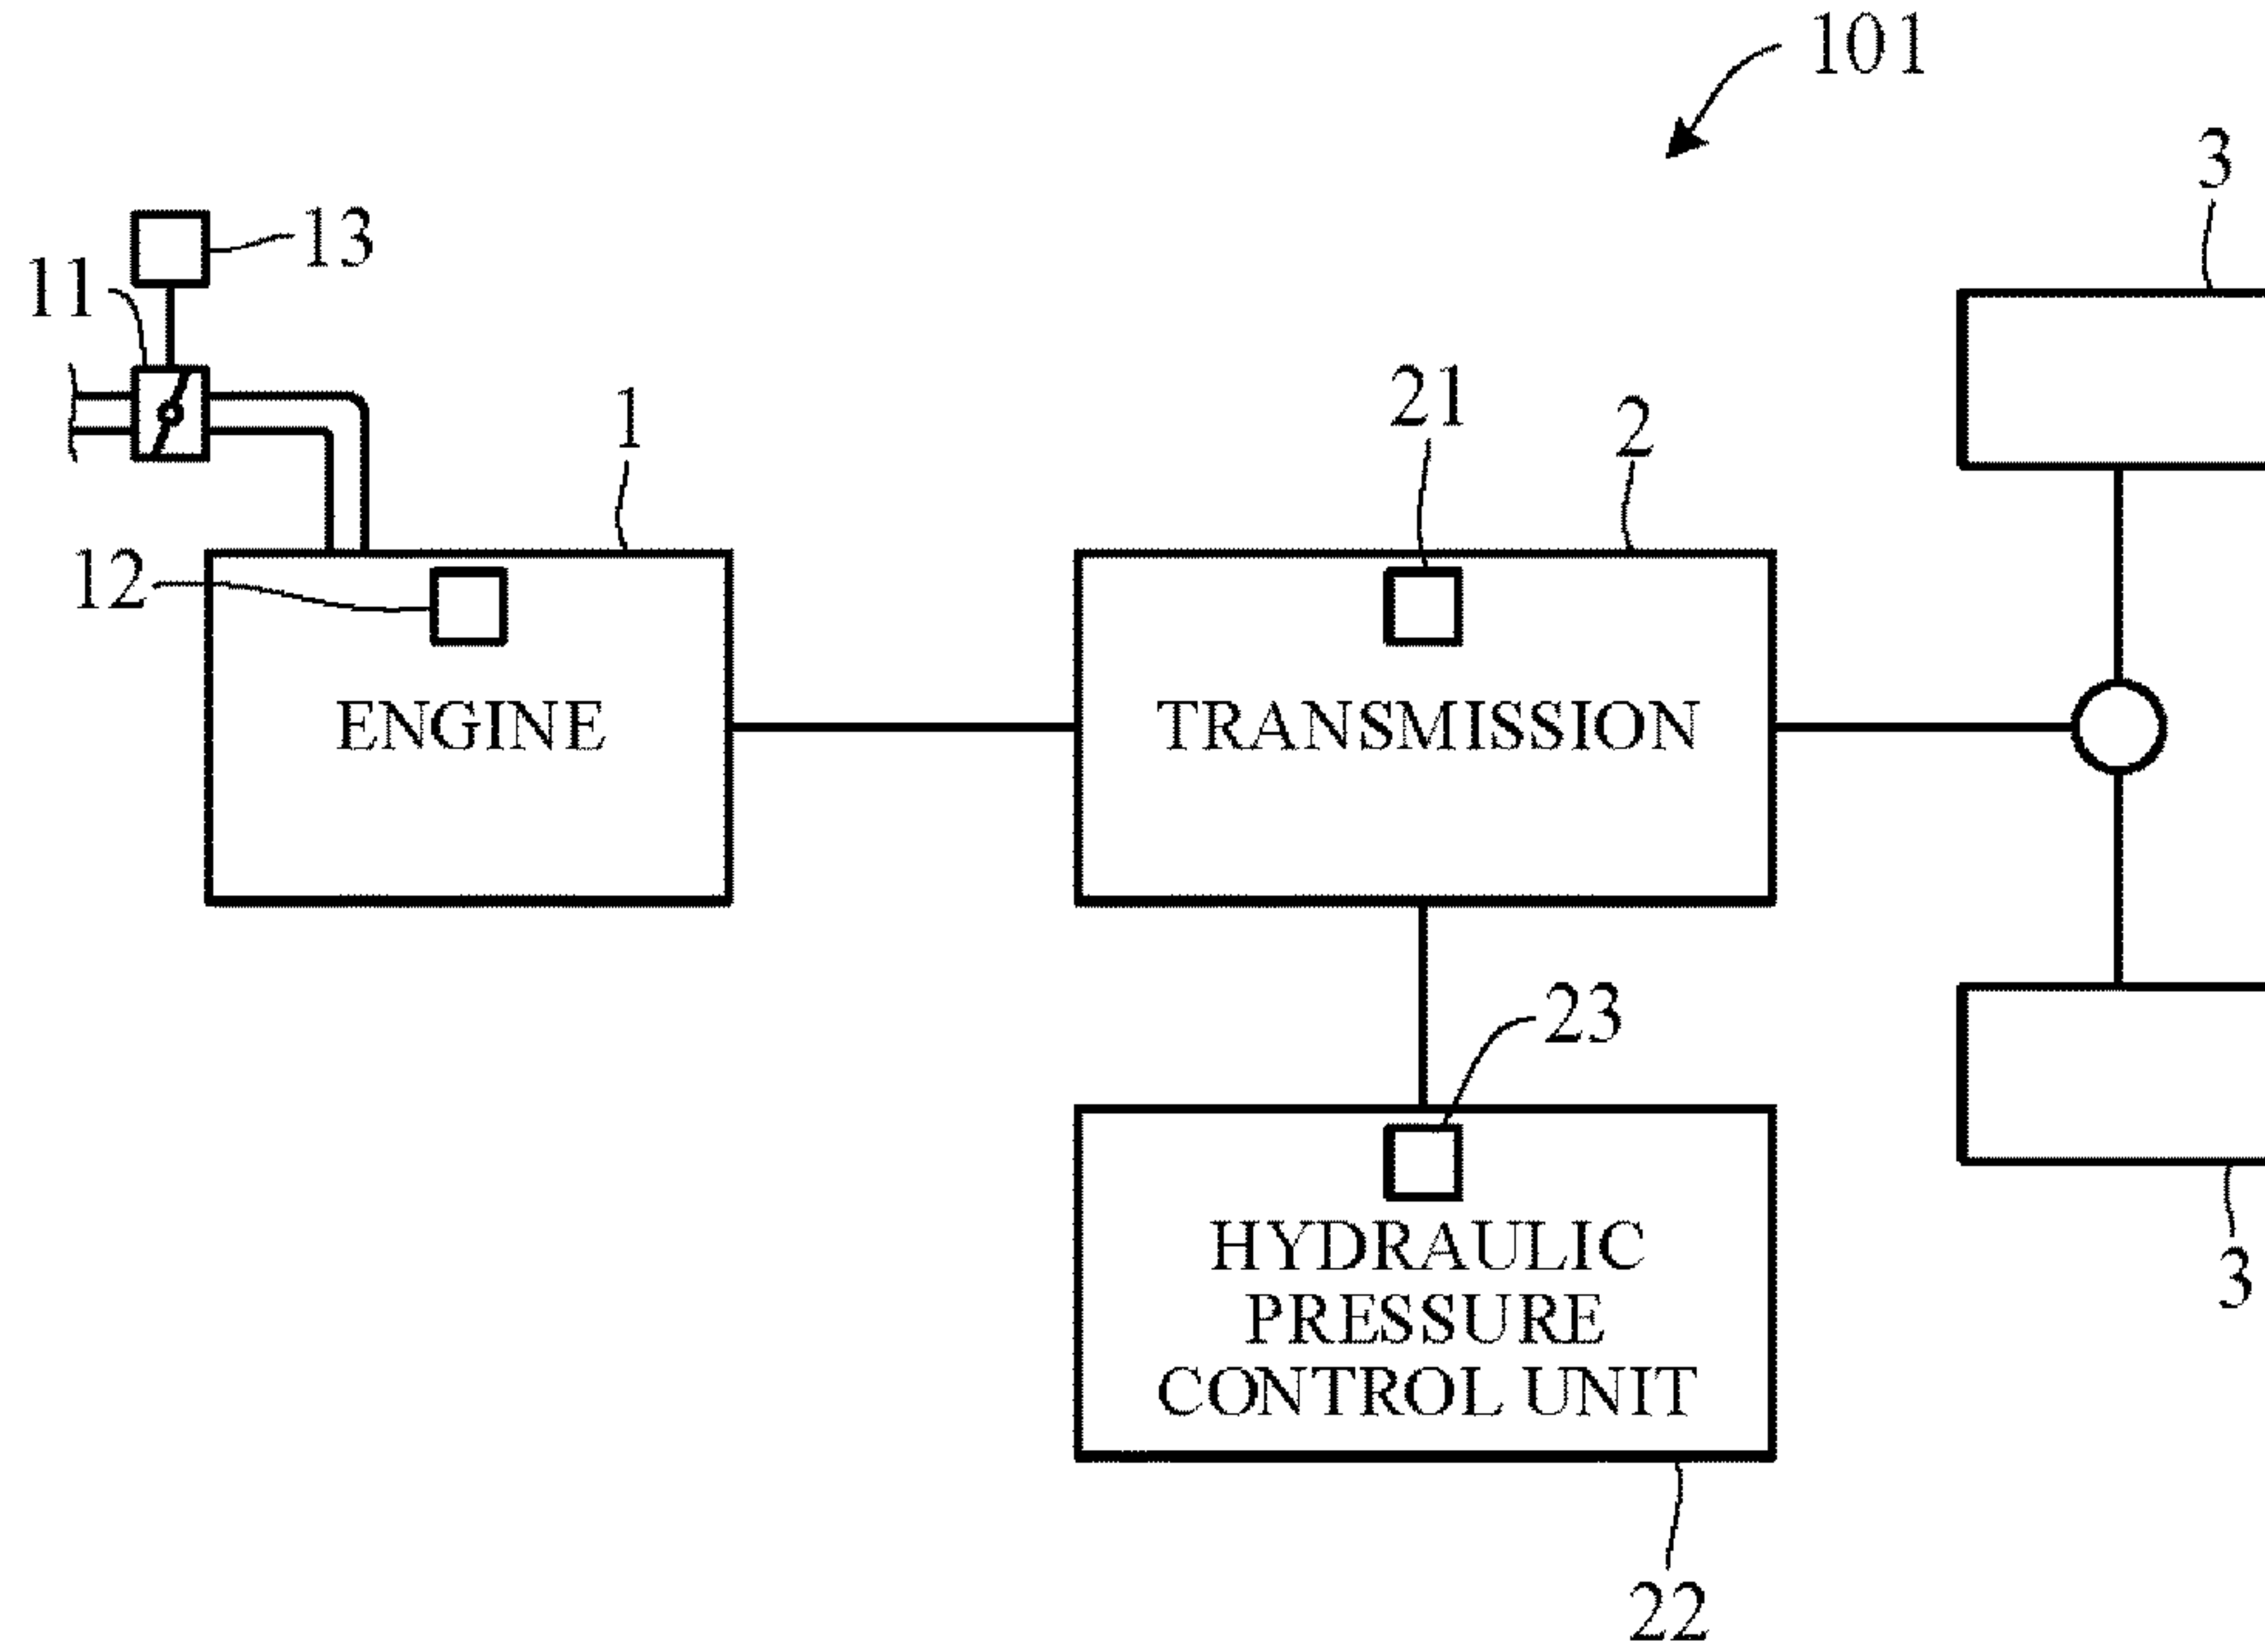 101
3
13
11
21
2
1
12
ENGINE
TRANSMISSION
23
HYDRAULIC
PRESSURE
CONTROL UNIT
3
22